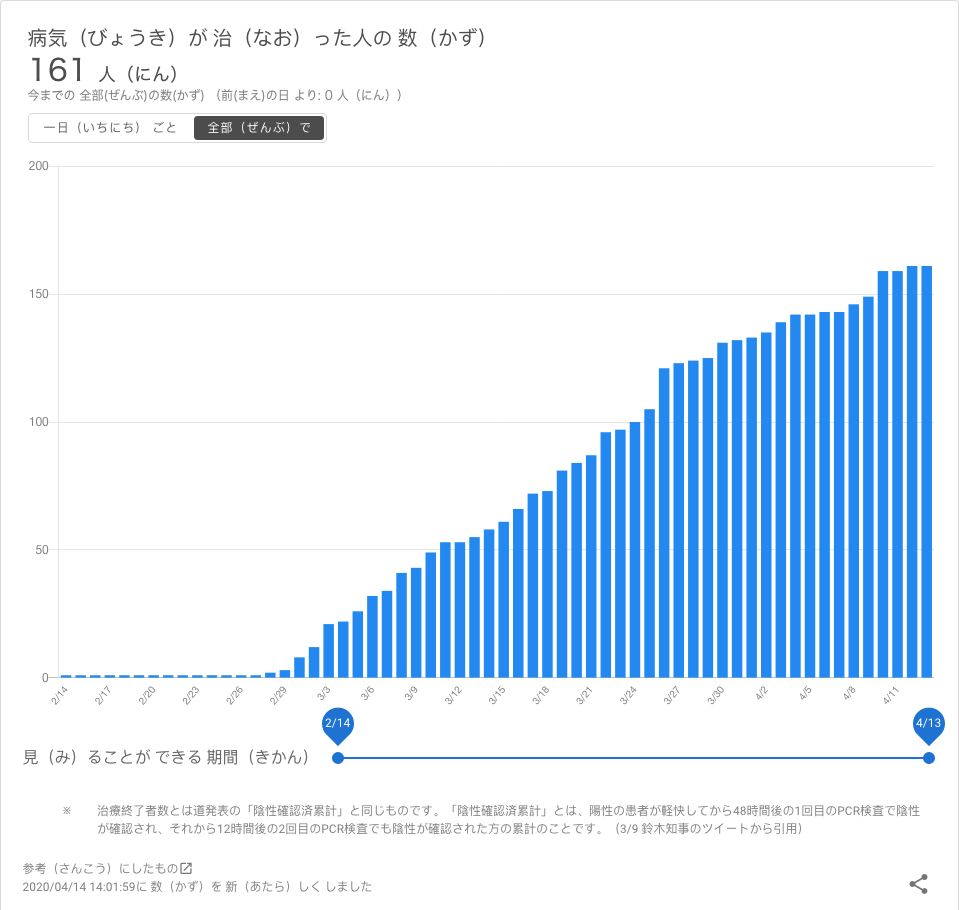 病気（びょうき）が 治（なお）った人の 数（かず）
161 人（にん）
今までの 全部(ぜんぶ)の数(かず) （前(まえ)の日 より: 0 人（にん））
一日（いちにち） ごと 全部（ぜんぶ）で
200
150
100
50
0
2/14 2/17 2/20 2/23 2/26 2/29 3/3 3/6 3/9 3/12 3/15 3/18 3/21 3/24 3/27 3/30 4/2 4/5 4/8 4/11
2/14 4/13
見（み）ることが できる 期間（きかん）
※ 治療終了者数とは道発表の「陰性確認済累計」と同じものです。「陰性確認済累計」とは、陽性の患者が軽快してから48時間後の1回目のPCR検査で陰性
が確認され、それから12時間後の2回目のPCR検査でも陰性が確認された方の累計のことです。（3/9 鈴木知事のツイートから引用）
参考（さんこう）にしたもの
2020/04/14 14:01:59に 数（かず）を 新（あたら）しく しました